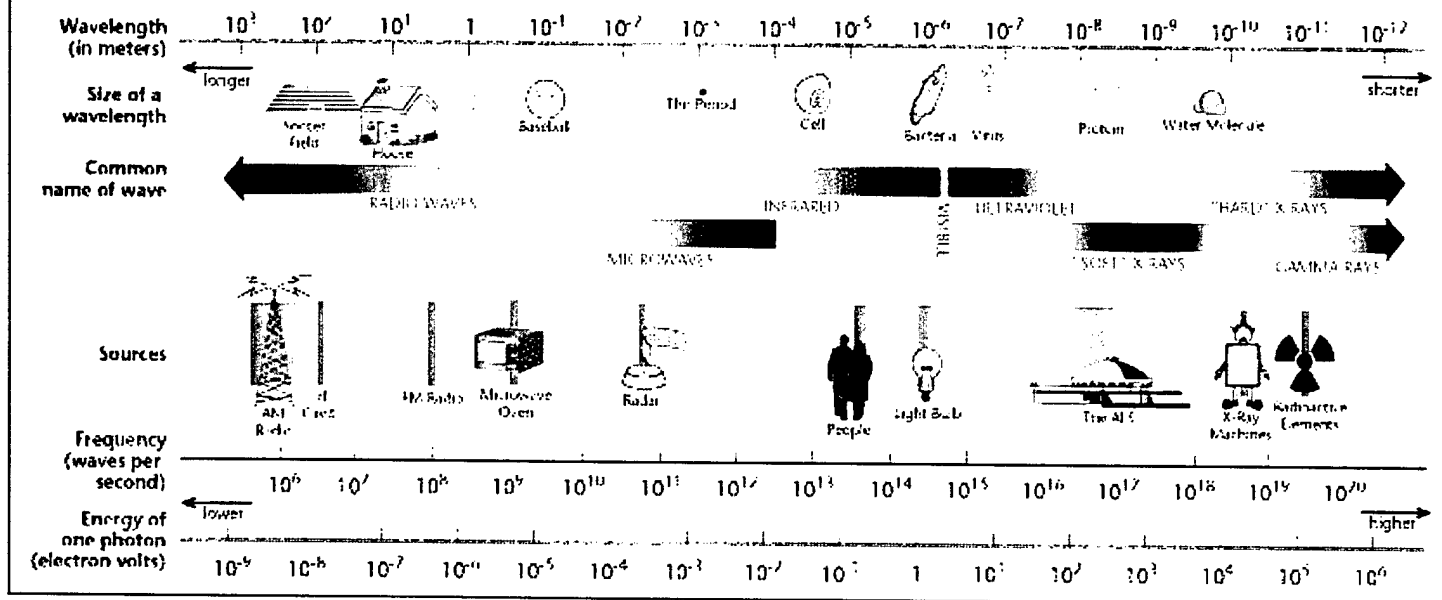 Wavelength
(in meters)
10³ 10² 10¹ 1 10⁻¹ 10⁻² 10⁻³ 10⁻⁴ 10⁻⁵ 10⁻⁶ 10⁻⁷ 10⁻⁸ 10⁻⁹ 10⁻¹⁰ 10⁻¹¹ 10⁻¹²
longer
shorter
Size of a
wavelength
Soccer
Field
House
Baseball
This Period
Cell
Bacteria
Virus
Protein
Water Molecule
Common
name of wave
RADIO WAVES
INFRARED
VISIBLE
ULTRAVIOLET
"HARD" X RAYS
MICROWAVES
"SOFT" X RAYS
GAMMA RAYS
Sources
AM
Radio
FM Radio
Microwave
Oven
Radar
People
Light Bulb
The ALS
X-Ray
Machines
Radioactive
Elements
Frequency
(waves per
second)
10⁶ 10⁷ 10⁸ 10⁹ 10¹⁰ 10¹¹ 10¹² 10¹³ 10¹⁴ 10¹⁵ 10¹⁶ 10¹⁷ 10¹⁸ 10¹⁹ 10²⁰
lower
higher
Energy of
one photon
(electron volts)
10⁻⁹ 10⁻⁸ 10⁻⁷ 10⁻⁶ 10⁻⁵ 10⁻⁴ 10⁻³ 10⁻² 10⁻¹ 1 10¹ 10² 10³ 10⁴ 10⁵ 10⁶